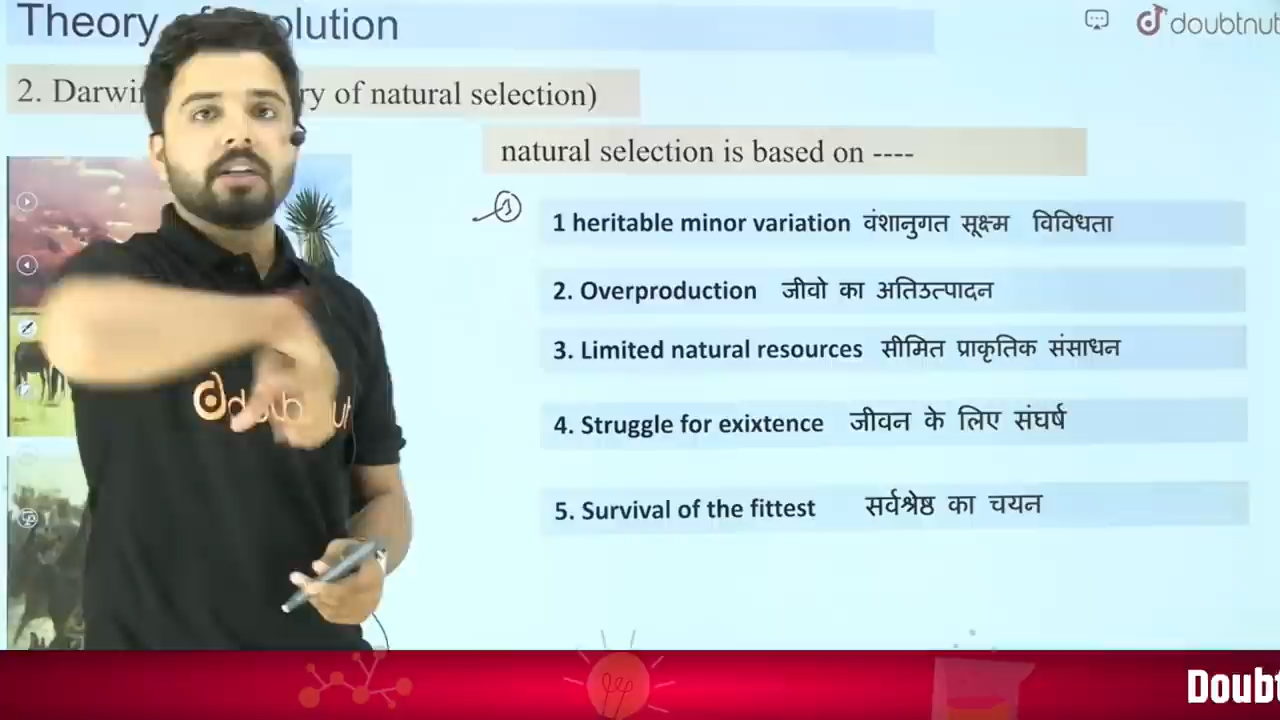 Theory of olution
doubtnut
2. Darwi ry of natural selection)
natural selection is based on ----
1 heritable minor variation वंशानुगत सूक्ष्म विविधता
2. Overproduction जीवो का अतिउत्पादन
3. Limited natural resources सीमित प्राकृतिक संसाधन
4. Struggle for exixtence जीवन के लिए संघर्ष
5. Survival of the fittest सर्वश्रेष्ठ का चयन
Doubt